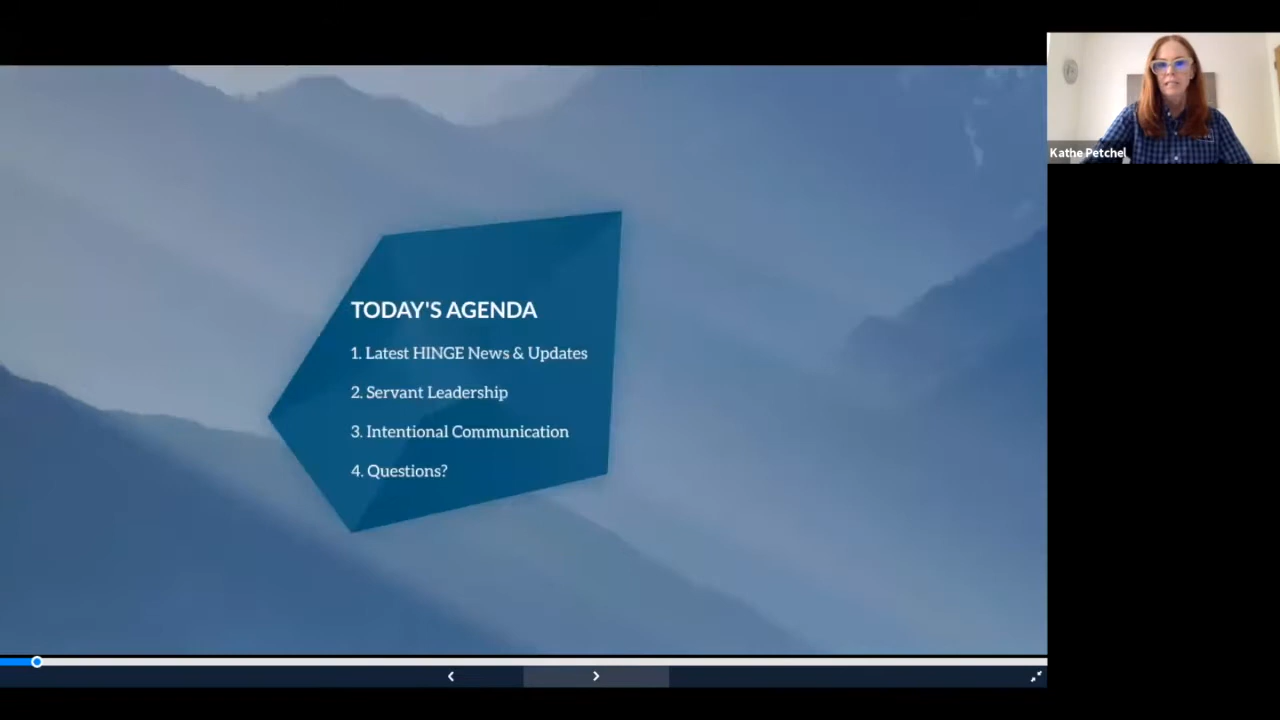 TODAY'S AGENDA
1. Latest HINGE News & Updates
2. Servant Leadership
3. Intentional Communication
4. Questions?
Kathe Petchel